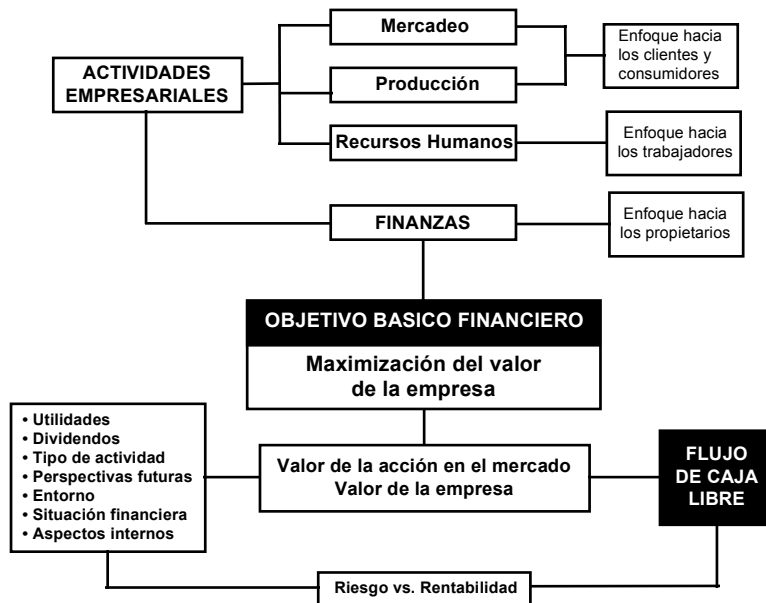 Mercadeo
Enfoque hacia
los clientes y
consumidores
ACTIVIDADES
EMPRESARIALES
Producción
Recursos Humanos
Enfoque hacia
los trabajadores
FINANZAS
Enfoque hacia
los propietarios
OBJETIVO BASICO FINANCIERO
Maximización del valor
de la empresa
• Utilidades
• Dividendos
• Tipo de actividad
• Perspectivas futuras
• Entorno
• Situación financiera
• Aspectos internos
Valor de la acción en el mercado
Valor de la empresa
FLUJO
DE CAJA
LIBRE
Riesgo vs. Rentabilidad